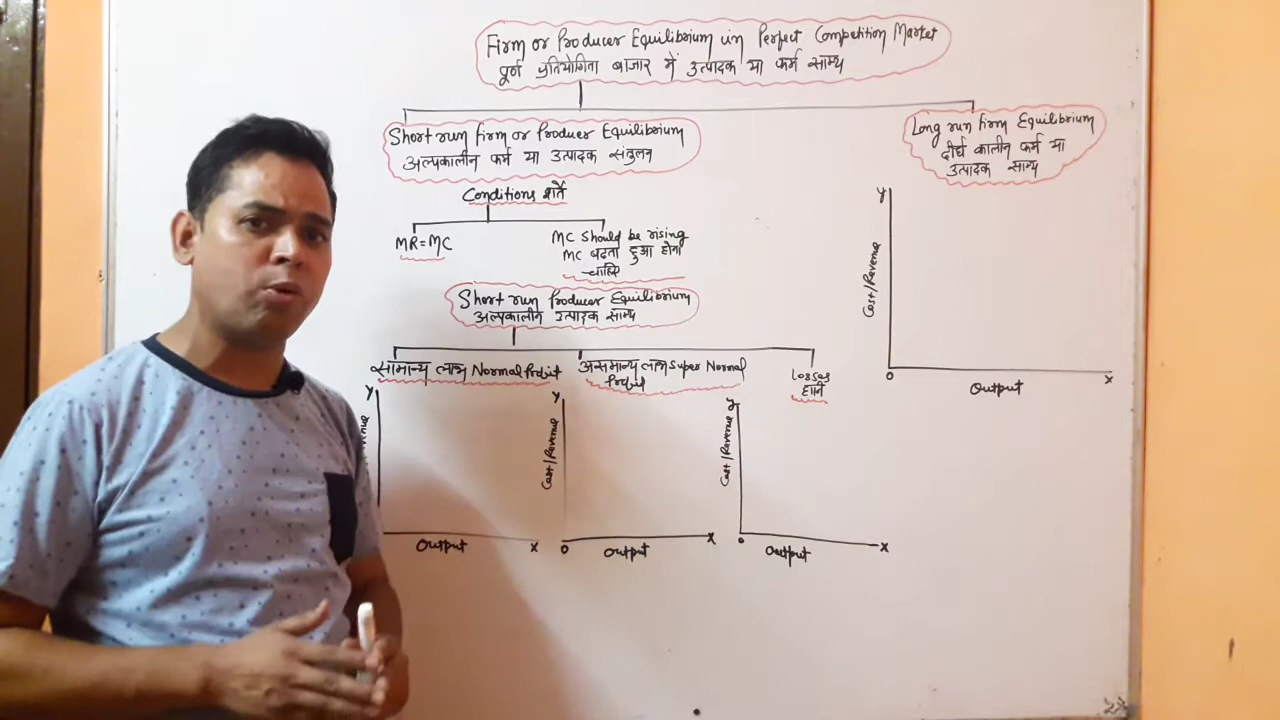 Firm or Producer Equilibrium in Perfect Competition Market
पूर्ण प्रतियोगिता बाजार में उत्पादक या फर्म साम्य
Short run firm or Producer Equilibrium
अल्पकालीन फर्म या उत्पादक संतुलन
Conditions शर्तें
MR=MC
MC Should be rising
MC बढता हुआ होना
चाहिए
Short run Producer Equilibrium
अल्पकालीन उत्पादक साम्य
सामान्य लाभ Normal Profit
असामान्य लाभ Super Normal
Profit
Losses
हानि
Y
Output
X
Y
Cost/Revenue
O
Output
X
Y
Cost/Revenue
O
Output
X
Long run firm Equilibrium
दीर्घ कालीन फर्म या
उत्पादक साम्य
Y
Cost/Revenue
O
Output
X